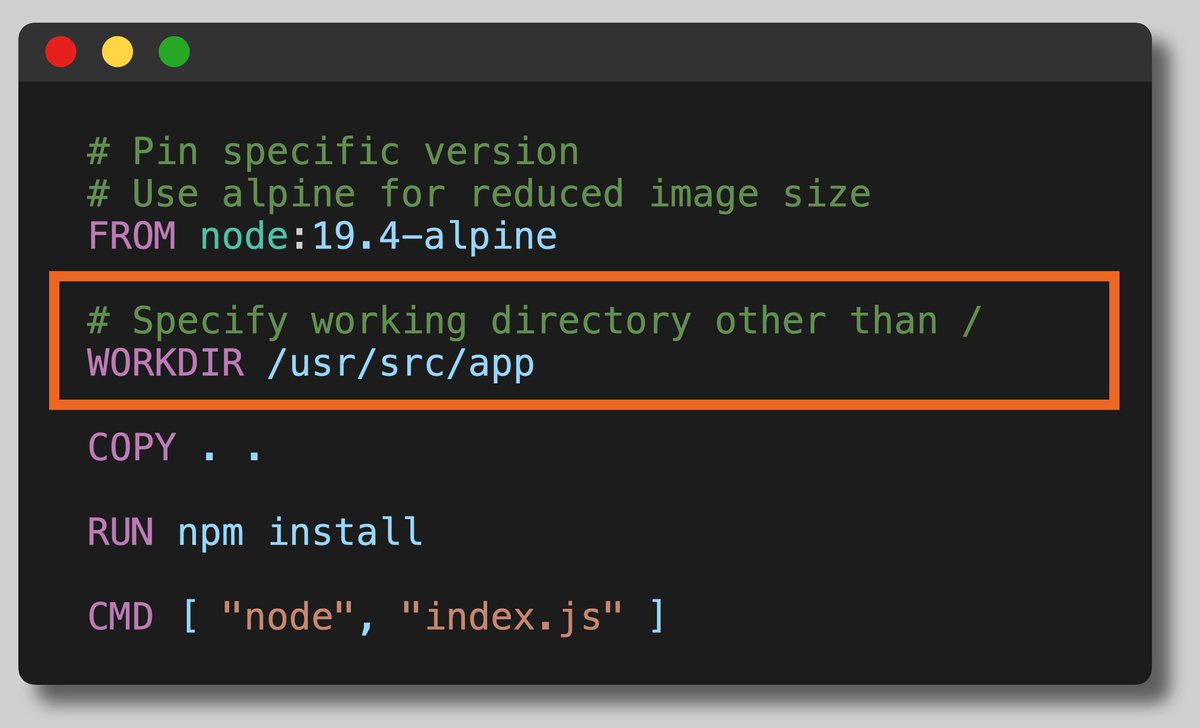 # Pin specific version
# Use alpine for reduced image size
FROM node:19.4-alpine
# Specify working directory other than /
WORKDIR /usr/src/app
COPY . .
RUN npm install
CMD [ "node", "index.js" ]